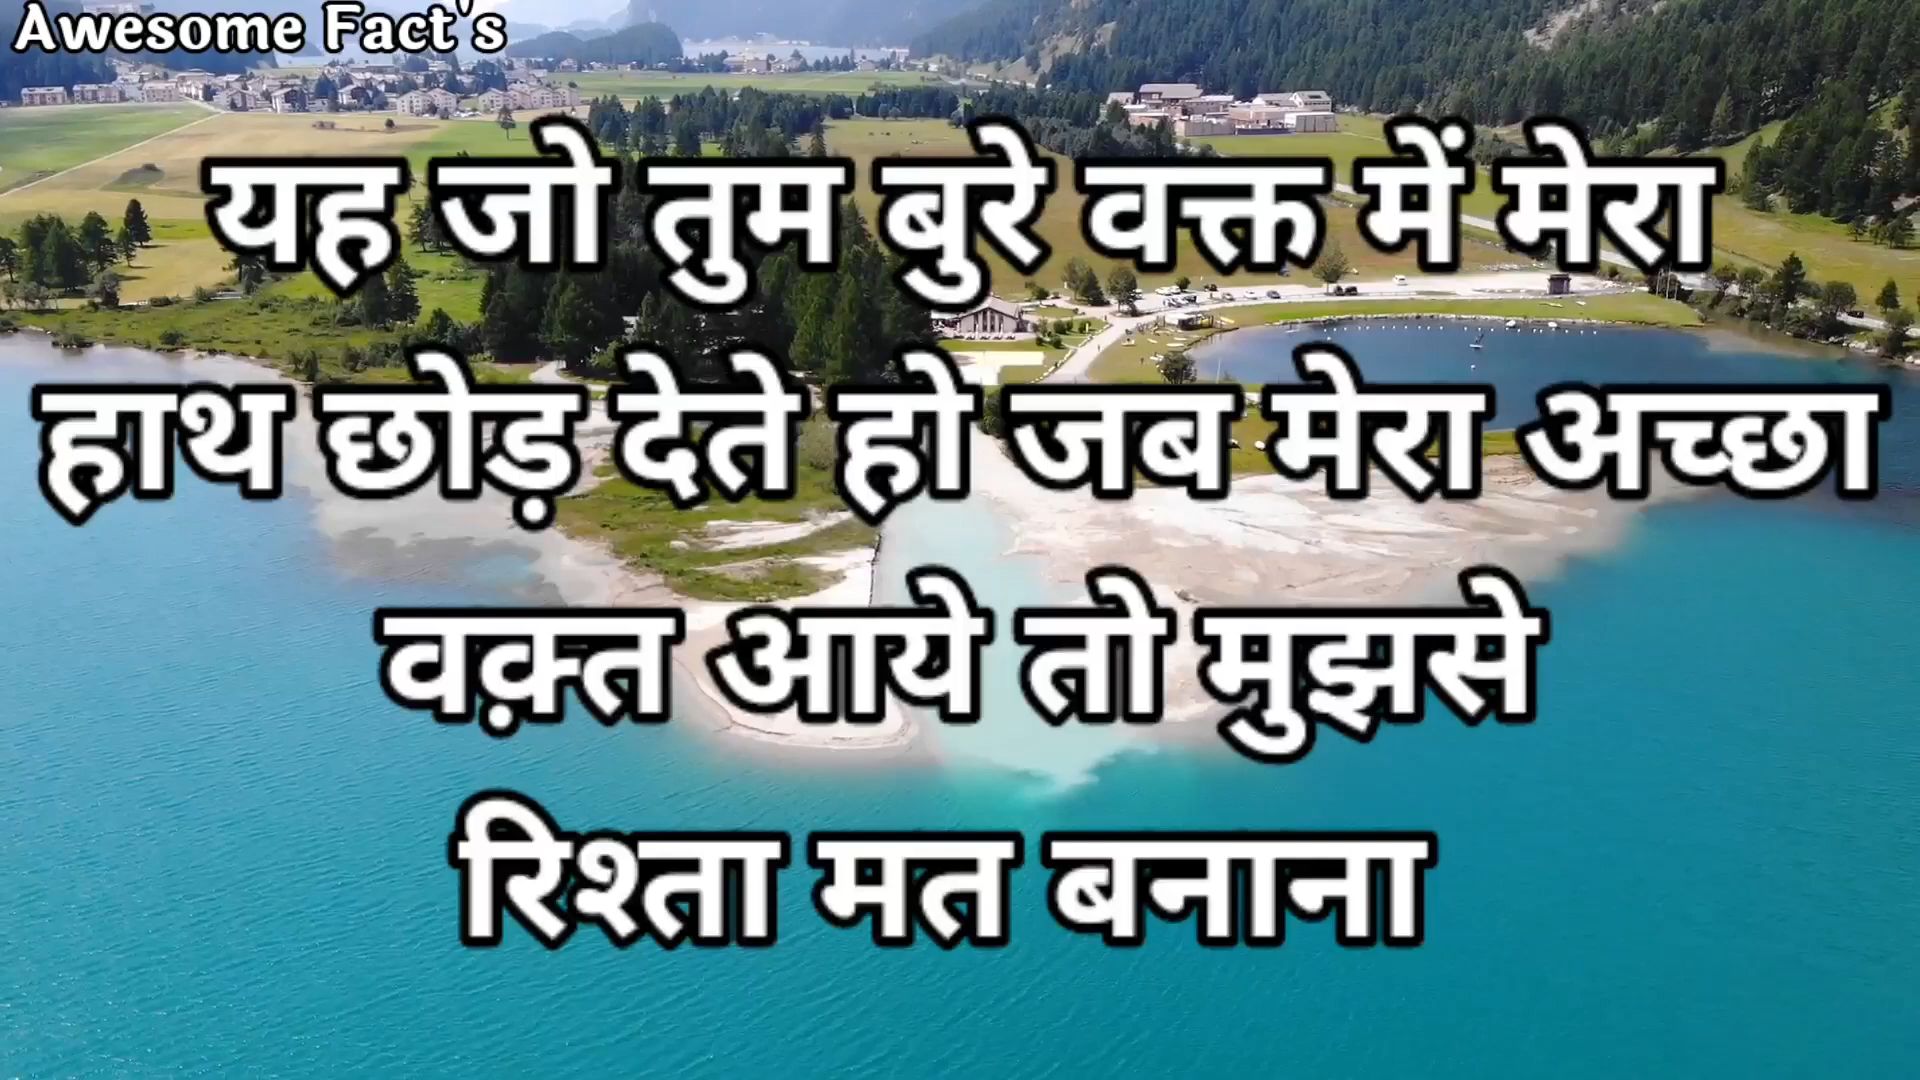 Awesome Fact's
यह जो तुम बुरे वक्त में मेरा
हाथ छोड़ देते हो जब मेरा अच्छा
वक़्त आये तो मुझसे
रिश्ता मत बनाना